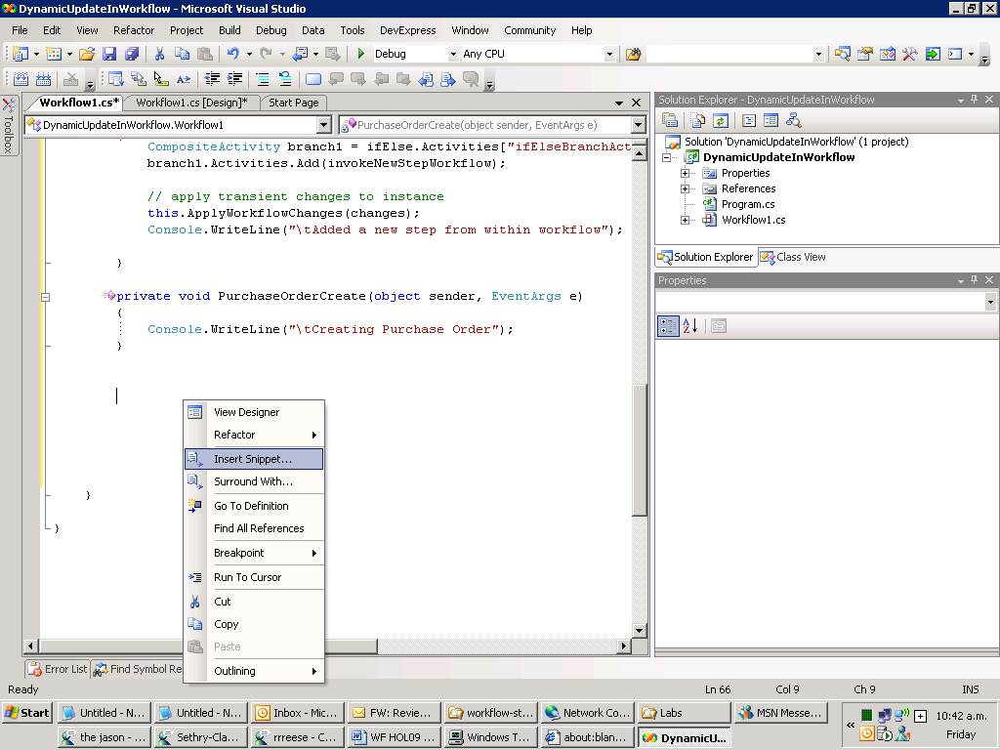 DynamicUpdateInWorkflow - Microsoft Visual Studio
File Edit View Refactor Project Build Debug Data Tools DevExpress Window Community Help
Debug Any CPU
Toolbox
Workflow1.cs* Workflow1.cs [Design]* Start Page
DynamicUpdateInWorkflow.Workflow1 PurchaseOrderCreate(object sender, EventArgs e)
CompositeActivity branch1 = ifElse.Activities["ifElseBranchAct
branch1.Activities.Add(invokeNewStepWorkflow);
// apply transient changes to instance
this.ApplyWorkflowChanges(changes);
Console.WriteLine("\tAdded a new step from within workflow");
}
private void PurchaseOrderCreate(object sender, EventArgs e)
{
Console.WriteLine("\tCreating Purchase Order");
}
}
}
View Designer
Refactor
Insert Snippet...
Surround With...
Go To Definition
Find All References
Breakpoint
Run To Cursor
Cut
Copy
Paste
Outlining
Solution Explorer - DynamicUpdateInWorkflow
Solution 'DynamicUpdateInWorkflow' (1 project)
DynamicUpdateInWorkflow
Properties
References
Program.cs
Workflow1.cs
Solution Explorer Class View
Properties
Error List Find Symbol Re
Ready Ln 66 Col 9 Ch 9 INS
Start Untitled - N... Untitled - N... Inbox - Mic... FW: Revie... workflow-st... Network Co... Labs MSN Messe... 10:42 a.m.
the jason - ... Sethry-Cla... rrreese - C... WF HOL09 ... Windows T... about:blan... DynamicU... Friday